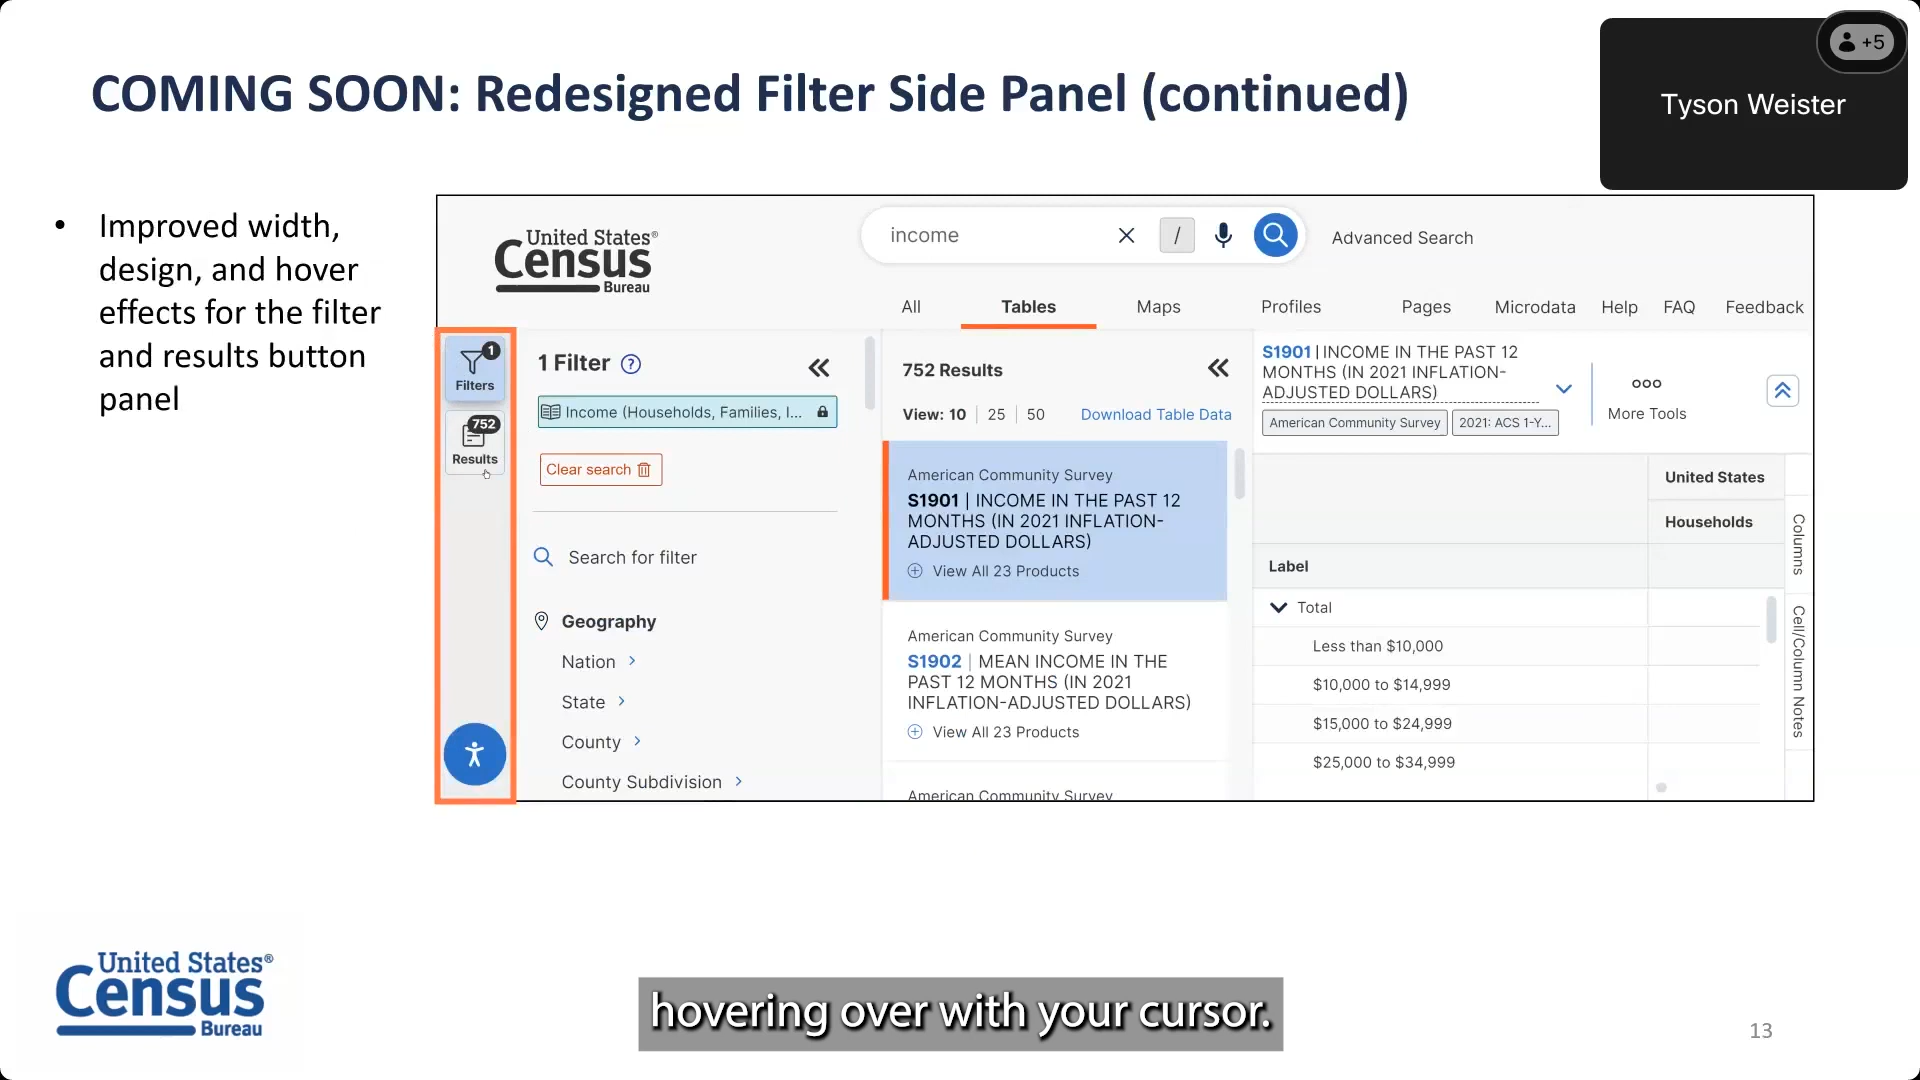 COMING SOON: Redesigned Filter Side Panel (continued)
+5
Tyson Weister
• Improved width,
design, and hover
effects for the filter
and results button
panel
United States®
Census
Bureau
income
/
Advanced Search
All
Tables
Maps
Profiles
Pages
Microdata
Help
FAQ
Feedback
1
Filters
752
Results
1 Filter
?
Income (Households, Families, I...
Clear search
Search for filter
Geography
Nation
State
County
County Subdivision
752 Results
View: 10 | 25 | 50
Download Table Data
American Community Survey
S1901 | INCOME IN THE PAST 12
MONTHS (IN 2021 INFLATION-
ADJUSTED DOLLARS)
View All 23 Products
American Community Survey
S1902 | MEAN INCOME IN THE
PAST 12 MONTHS (IN 2021
INFLATION-ADJUSTED DOLLARS)
View All 23 Products
American Community Survey
S1901 | INCOME IN THE PAST 12
MONTHS (IN 2021 INFLATION-
ADJUSTED DOLLARS)
American Community Survey
2021: ACS 1-Y...
More Tools
United States
Households
Label
Total
Less than $10,000
$10,000 to $14,999
$15,000 to $24,999
$25,000 to $34,999
Columns
Cell/Column Notes
United States®
Census
Bureau
hovering over with your cursor.
13